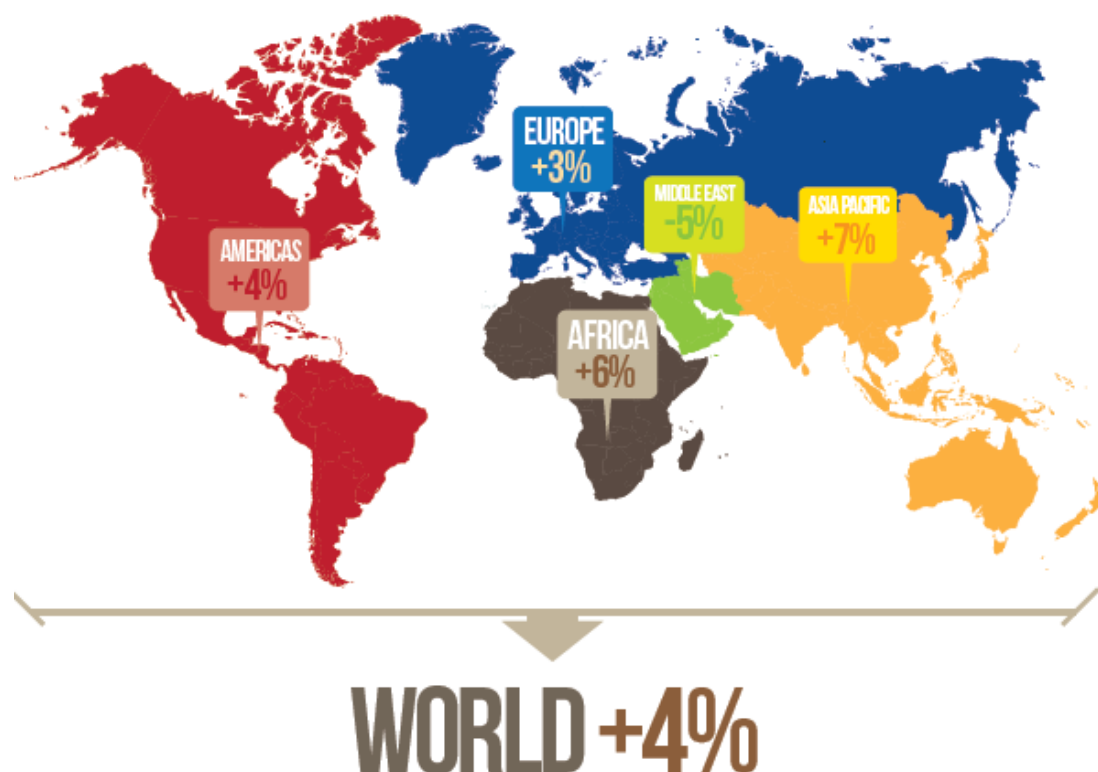 EUROPE
+3%
MIDDLE EAST
-5%
ASIA PACIFIC
+7%
AMERICAS
+4%
AFRICA
+6%
WORLD +4%